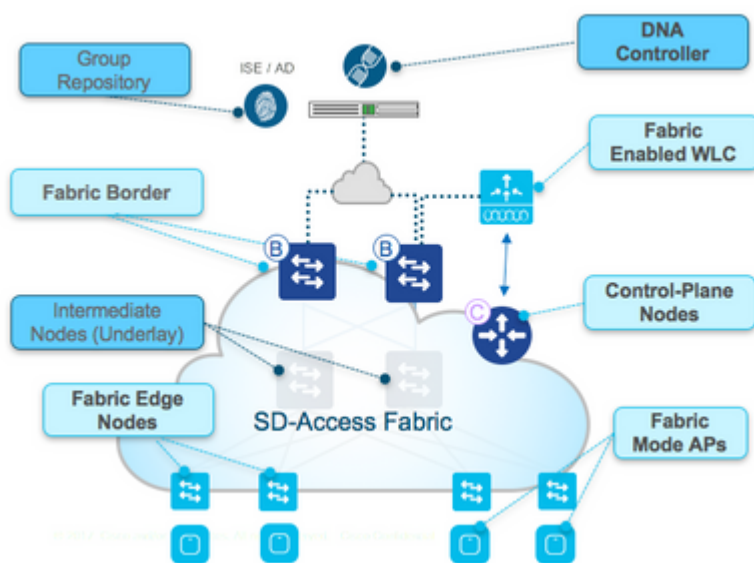 Group
Repository
ISE / AD
DNA
Controller
Fabric
Enabled WLC
Fabric Border
B
B
Intermediate
Nodes (Underlay)
C
Control-Plane
Nodes
Fabric Edge
Nodes
SD-Access Fabric
Fabric
Mode APs